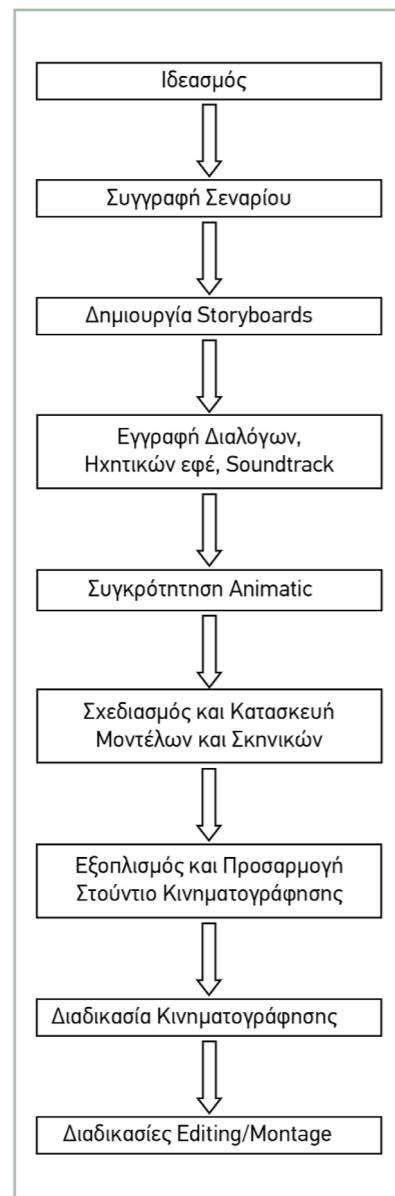 Ιδεασμός
Συγγραφή Σεναρίου
Δημιουργία Storyboards
Εγγραφή Διαλόγων,
Ηχητικών εφέ, Soundtrack
Συγκρότητηση Animatic
Σχεδιασμός και Κατασκευή
Μοντέλων και Σκηνικών
Εξοπλισμός και Προσαρμογή
Στούντιο Κινηματογράφησης
Διαδικασία Κινηματογράφησης
Διαδικασίες Editing/Montage